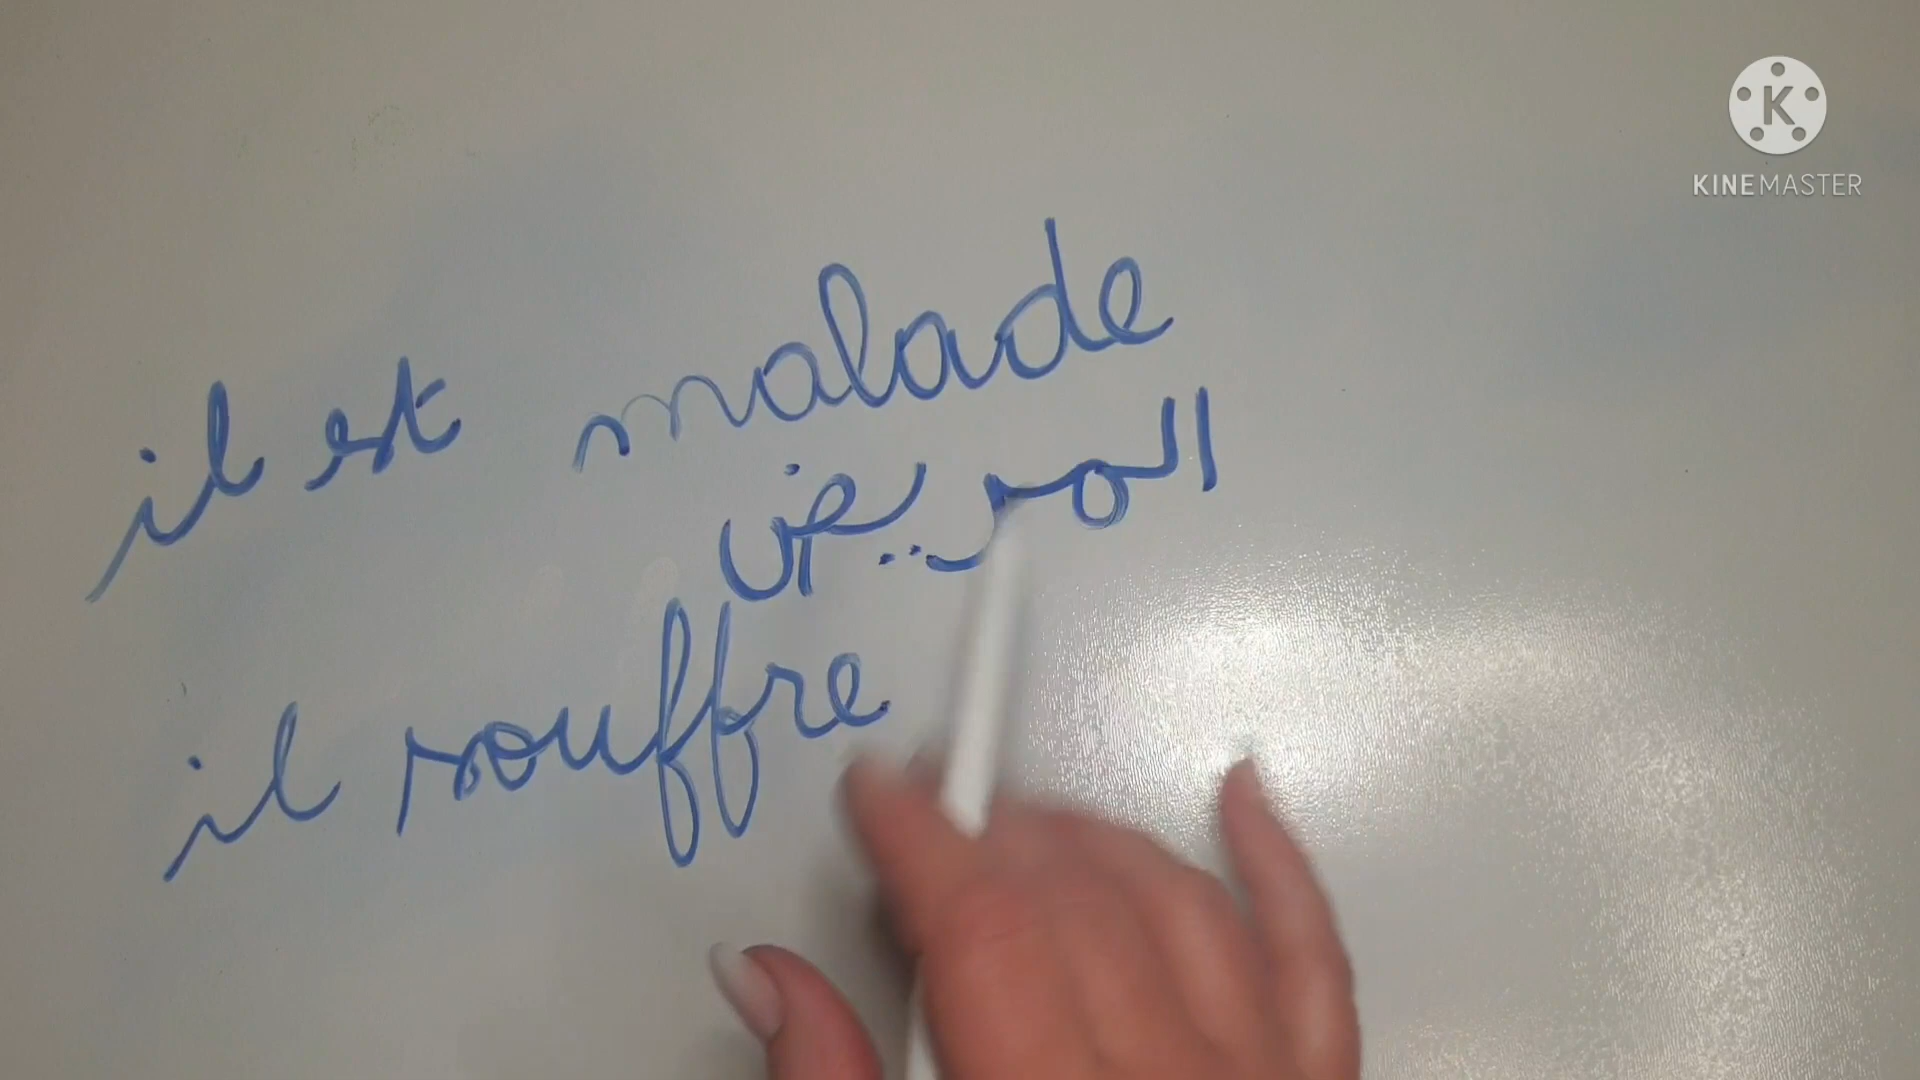 K
KINEMASTER
il est malade
المريض
il souffre